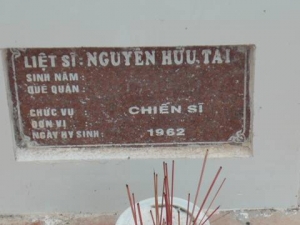 LIỆT SĨ: NGUYỄN HỮU TÀI
SINH NĂM :
QUÊ QUÁN :
CHỨC VỤ : CHIẾN SĨ
ĐƠN VỊ :
NGÀY HY SINH : 1962